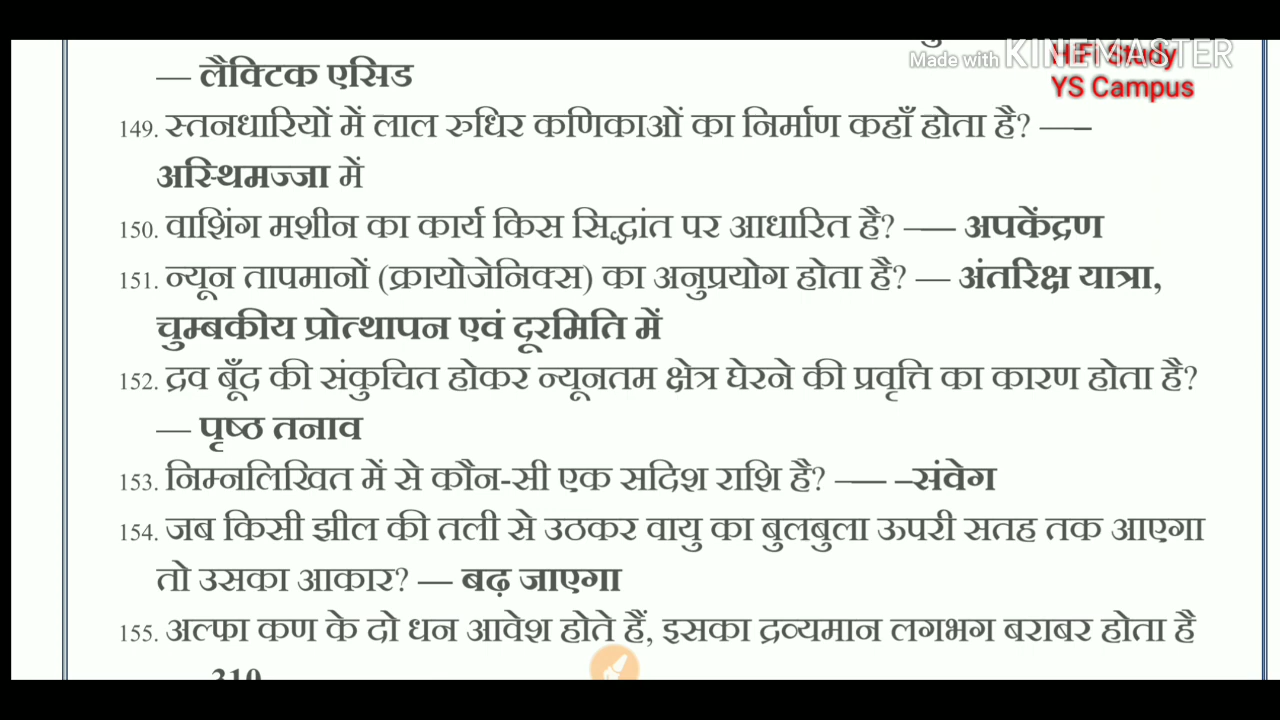 Made with KINEMASTER
HiFi Study
YS Campus
— लैक्टिक एसिड
149. स्तनधारियों में लाल रुधिर कणिकाओं का निर्माण कहाँ होता है? —–
अस्थिमज्जा में
150. वाशिंग मशीन का कार्य किस सिद्धांत पर आधारित है? —– अपकेंद्रण
151. न्यून तापमानों (क्रायोजेनिक्स) का अनुप्रयोग होता है? — अंतरिक्ष यात्रा,
चुम्बकीय प्रोत्थापन एवं दूरमिति में
152. द्रव बूँद की संकुचित होकर न्यूनतम क्षेत्र घेरने की प्रवृत्ति का कारण होता है?
— पृष्ठ तनाव
153. निम्नलिखित में से कौन-सी एक सदिश राशि है? —– –संवेग
154. जब किसी झील की तली से उठकर वायु का बुलबुला ऊपरी सतह तक आएगा
तो उसका आकार? — बढ़ जाएगा
155. अल्फा कण के दो धन आवेश होते हैं, इसका द्रव्यमान लगभग बराबर होता है